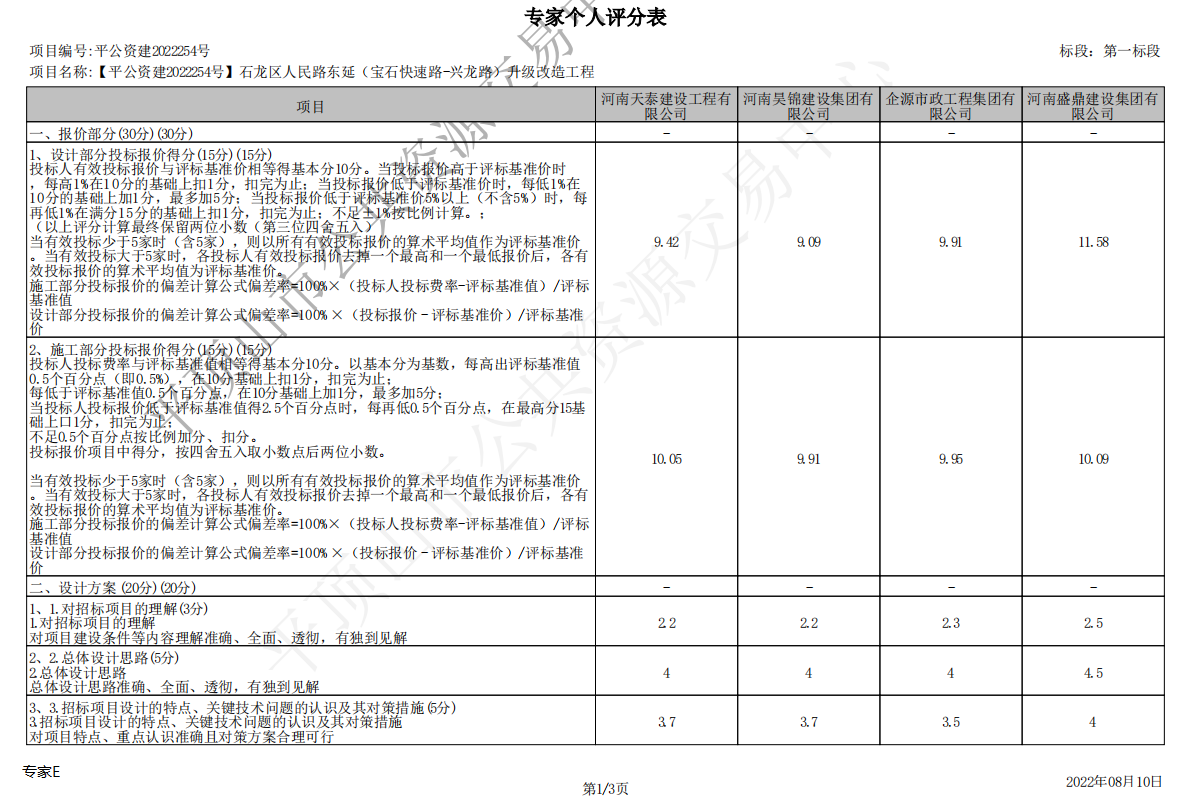 专家个人评分表
项目编号:平公资建2022254号
标段: 第一标段
项目名称:【平公资建2022254号】石龙区人民路东延（宝石快速路-兴龙路）升级改造工程
项目
河南天泰建设工程有限公司
河南昊锦建设集团有限公司
企源市政工程集团有限公司
河南盛鼎建设集团有限公司
一、报价部分(30分)(30分) - - - -
1、设计部分投标报价得分(15分)(15分)
投标人有效投标报价与评标基准价相等得基本分10分。当投标报价高于评标基准价时
，每高1%在10分的基础上扣1分，扣完为止；当投标报价低于评标基准价时，每低1%在
10分的基础上加1分，最多加5分；当投标报价低于评标基准价5%以上（不含5%）时，每
再低1%在满分15分的基础上扣1分，扣完为止；不足±1%按比例计算。；
（以上评分计算最终保留两位小数（第三位四舍五入）
当有效投标少于5家时（含5家），则以所有有效投标报价的算术平均值作为评标基准价
。当有效投标大于5家时，各投标人有效投标报价去掉一个最高和一个最低报价后，各有
效投标报价的算术平均值为评标基准价。
施工部分投标报价的偏差计算公式偏差率=100%×（投标人投标费率-评标基准值）/评标
基准值
设计部分投标报价的偏差计算公式偏差率=100%×（投标报价-评标基准价）/评标基准
价
9.42 9.09 9.91 11.58
2、施工部分投标报价得分(15分)(15分)
投标人投标费率与评标基准值相等得基本分10分。以基本分为基数，每高出评标基准值
0.5个百分点（即0.5%），在10分基础上扣1分，扣完为止；
每低于评标基准值0.5个百分点，在10分基础上加1分，最多加5分；
当投标人投标报价低于评标基准值得2.5个百分点时，每再低0.5个百分点，在最高分15基
础上口1分，扣完为止；
不足0.5个百分点按比例加分、扣分。
投标报价项目中得分，按四舍五入取小数点后两位小数。
当有效投标少于5家时（含5家），则以所有有效投标报价的算术平均值作为评标基准价
。当有效投标大于5家时，各投标人有效投标报价去掉一个最高和一个最低报价后，各有
效投标报价的算术平均值为评标基准价。
施工部分投标报价的偏差计算公式偏差率=100%×（投标人投标费率-评标基准值）/评标
基准值
设计部分投标报价的偏差计算公式偏差率=100%×（投标报价-评标基准价）/评标基准
价
10.05 9.91 9.95 10.09
二、设计方案(20分)(20分) - - - -
1、1.对招标项目的理解(3分)
1.对招标项目的理解
对项目建设条件等内容理解准确、全面、透彻，有独到见解
2.2 2.2 2.3 2.5
2、2.总体设计思路(5分)
2.总体设计思路
总体设计思路准确、全面、透彻，有独到见解
4 4 4 4.5
3、3.招标项目设计的特点、关键技术问题的认识及其对策措施(5分)
3.招标项目设计的特点、关键技术问题的认识及其对策措施
对项目特点、重点认识准确且对策方案合理可行
3.7 3.7 3.5 4
专家E
第1/3页
2022年08月10日
平顶山市公共资源交易中心
平顶山市公共资源交易中心